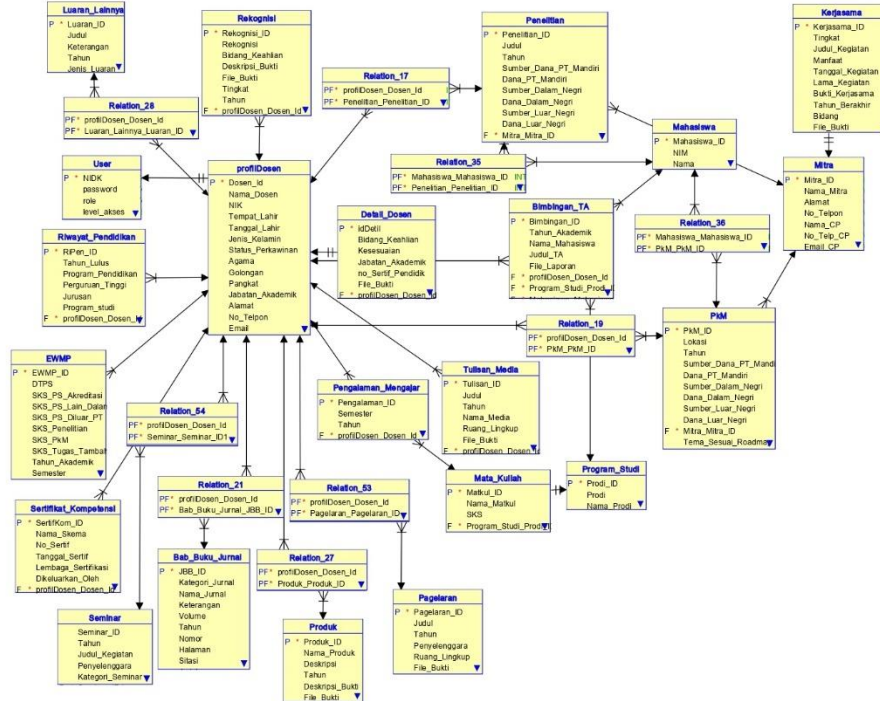 Luaran_Lainnya
P * Luaran_ID
Judul
Keterangan
Tahun
Jenis_Luaran
Rekognisi
P * Rekognisi_ID
Rekognisi
Bidang_Keahlian
Deskripsi_Bukti
File_Bukti
Tingkat
Tahun
F * profilDosen_Dosen_Id
Penelitian
P * Penelitian_ID
Judul
Tahun
Sumber_Dana_PT_Mandiri
Dana_PT_Mandiri
Sumber_Dalam_Negri
Dana_Dalam_Negri
Sumber_Luar_Negri
Dana_Luar_Negri
F * Mitra_Mitra_ID
Kerjasama
P * Kerjasama_ID
Tingkat
Judul_Kegiatan
Manfaat
Tanggal_Kegiatan
Lama_Kegiatan
Bukti_Kerjasama
Tahun_Berakhir
Bidang
File_Bukti
Relation_28
PF* profilDosen_Dosen_Id
PF* Luaran_Lainnya_Luaran_ID
Relation_17
PF* profilDosen_Dosen_Id
PF* Penelitian_Penelitian_ID
Mahasiswa
P * Mahasiswa_ID
NIM
Nama
Relation_35
PF* Mahasiswa_Mahasiswa_ID INT
PF* Penelitian_Penelitian_ID INT
User
P * NIDK
password
role
level_akses
profilDosen
P * Dosen_Id
Nama_Dosen
NIK
Tempat_Lahir
Tanggal_Lahir
Jenis_Kelamin
Status_Perkawinan
Agama
Golongan
Pangkat
Jabatan_Akademik
Alamat
No_Telpon
Email
Mitra
P * Mitra_ID
Nama_Mitra
Alamat
No_Telpon
Nama_CP
No_Telp_CP
Email_CP
Detail_Dosen
P * idDetil
Bidang_Keahlian
Kesesuaian
Jabatan_Akademik
no_Sertif_Pendidik
File_Bukti
F * profilDosen_Dosen_Id
Bimbingan_TA
P * Bimbingan_ID
Tahun_Akademik
Nama_Mahasiswa
Judul_TA
File_Laporan
F * profilDosen_Dosen_Id
F * Program_Studi_Prodi_ID
Relation_36
PF* Mahasiswa_Mahasiswa_ID
PF* PkM_PkM_ID
Riwayat_Pendidikan
P * RiPen_ID
Tahun_Lulus
Program_Pendidikan
Perguruan_Tinggi
Jurusan
Program_studi
F * profilDosen_Dosen_Id
Relation_19
PF* profilDosen_Dosen_Id
PF* PkM_PkM_ID
PkM
P * PkM_ID
Lokasi
Tahun
Sumber_Dana_PT_Mandi
Dana_PT_Mandiri
Sumber_Dalam_Negri
Dana_Dalam_Negri
Sumber_Luar_Negri
Dana_Luar_Negri
F * Mitra_Mitra_ID
Tema_Sesuai_Roadma
EWMP
P * EWMP_ID
DTPS
SKS_PS_Akreditasi
SKS_PS_Lain_Dalan
SKS_PS_Diluar_PT
SKS_Penelitian
SKS_PkM
SKS_Tugas_Tambah
Tahun_Akademik
Semester
Relation_54
PF* profilDosen_Dosen_Id
PF* Seminar_Seminar_ID1
Pengalaman_Mengajar
P * Pengalaman_ID
Semester
Tahun
F * profilDosen_Dosen_Id
Tulisan_Media
P * Tulisan_ID
Judul
Tahun
Nama_Media
Ruang_Lingkup
File_Bukti
F * profilDosen_Dosen_Id
Relation_21
PF* profilDosen_Dosen_Id
PF* Bab_Buku_Jurnal_JBB_ID
Relation_53
PF* profilDosen_Dosen_Id
PF* Pagelaran_Pagelaran_ID
Mata_Kuliah
P * Matkul_ID
Nama_Matkul
SKS
F * Program_Studi_Prodi_ID
Program_Studi
P * Prodi_ID
Prodi
Nama_Prodi
Sertifikat_Kompetensi
P * SertifKom_ID
Nama_Skema
No_Sertif
Tanggal_Sertif
Lembaga_Sertifikasi
Dikeluarkan_Oleh
F * profilDosen_Dosen_Id
Bab_Buku_Jurnal
P * JBB_ID
Kategori_Jurnal
Nama_Jurnal
Keterangan
Volume
Tahun
Nomor
Halaman
Sitasi
Relation_27
PF* profilDosen_Dosen_Id
PF* Produk_Produk_ID
Pagelaran
P * Pagelaran_ID
Judul
Tahun
Penyelenggara
Ruang_Lingkup
File_Bukti
Seminar
Seminar_ID
Tahun
Judul_Kegiatan
Penyelenggara
Kategori_Seminar
Produk
P * Produk_ID
Nama_Produk
Deskripsi
Tahun
Deskripsi_Bukti
File_Bukti